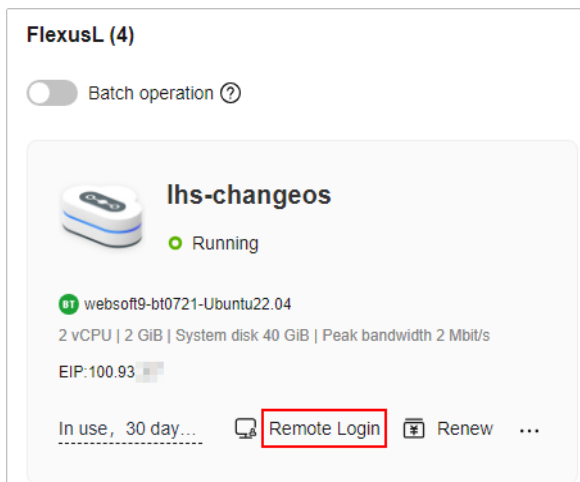 FlexusL (4)
Batch operation ?
lhs-changeos
Running
BT websoft9-bt0721-Ubuntu22.04
2 vCPU | 2 GiB | System disk 40 GiB | Peak bandwidth 2 Mbit/s
EIP:100.93
In use， 30 day... Remote Login ¥ Renew ...